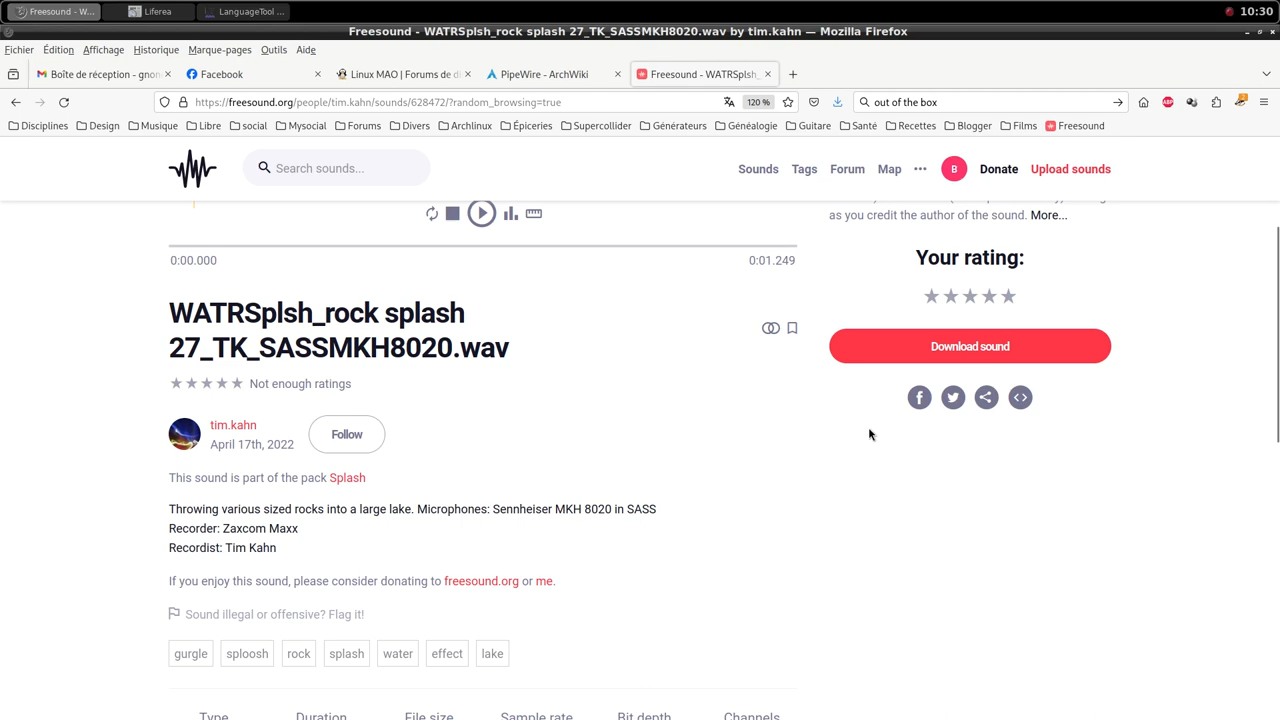 Freesound - W...
Liferea
LanguageTool ...
10:30
Freesound - WATRSplsh_rock splash 27_TK_SASSMKH8020.wav by tim.kahn — Mozilla Firefox
Fichier Édition Affichage Historique Marque-pages Outils Aide
Boîte de réception - gnon
Facebook
Linux MAO | Forums de di
PipeWire - ArchWiki
Freesound - WATRSplsh_
https://freesound.org/people/tim.kahn/sounds/628472/?random_browsing=true
120 %
out of the box
ABP
2
Disciplines Design Musique Libre social Mysocial Forums Divers Archlinux Épiceries Supercollider Générateurs Généalogie Guitare Santé Recettes Blogger Films Freesound
Search sounds...
Sounds Tags Forum Map B Donate Upload sounds
as you credit the author of the sound. More...
0:00.000
0:01.249
Your rating:
WATRSplsh_rock splash
27_TK_SASSMKH8020.wav
Download sound
Not enough ratings
tim.kahn
April 17th, 2022
Follow
This sound is part of the pack Splash
Throwing various sized rocks into a large lake. Microphones: Sennheiser MKH 8020 in SASS
Recorder: Zaxcom Maxx
Recordist: Tim Kahn
If you enjoy this sound, please consider donating to freesound.org or me.
Sound illegal or offensive? Flag it!
gurgle sploosh rock splash water effect lake
Type Duration File size Sample rate Bit depth Channels